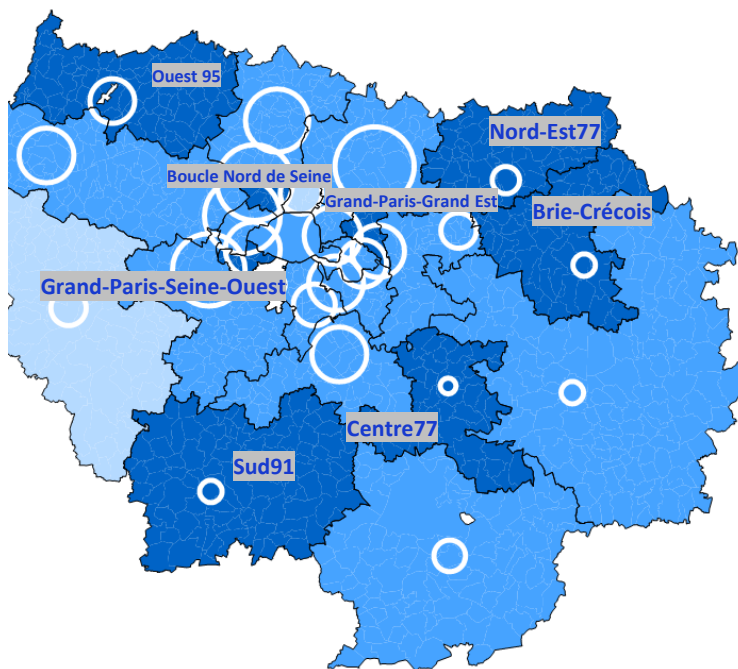 Ouest 95
Nord-Est77
Boucle Nord de Seine
Grand-Paris-Grand Est
Brie-Crécois
Grand-Paris-Seine-Ouest
Centre77
Sud91